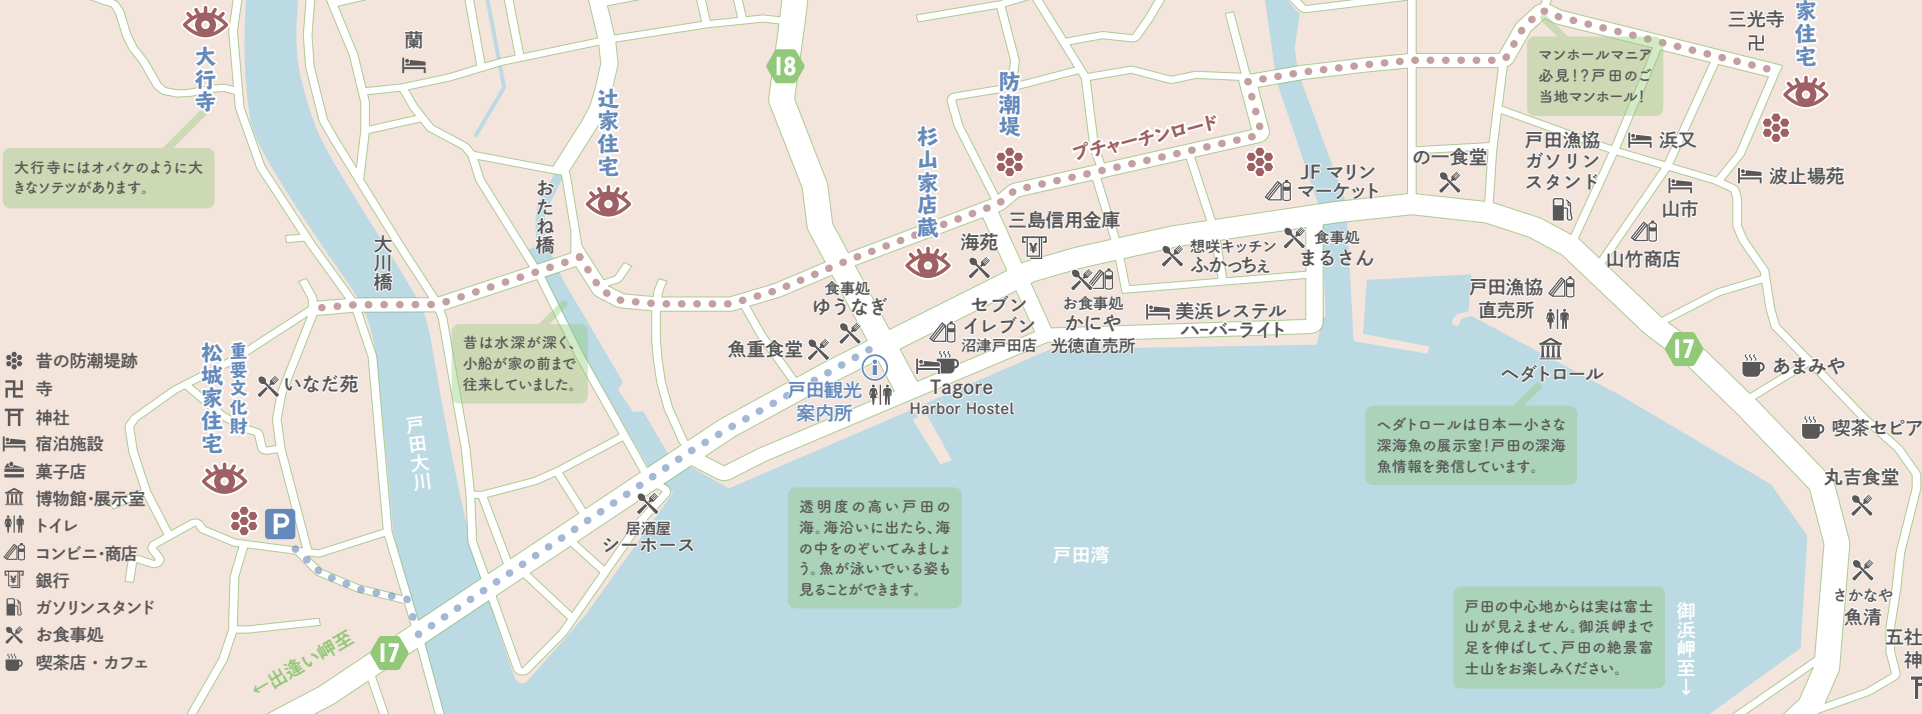 大行寺
大行寺にはオバケのように大
きなソテツがあります。
蘭
辻家住宅
18
杉山家店蔵
防潮堤
プチャーチンロード
マンホールマニア
必見!?戸田のご
当地マンホール!
三光寺
家住宅
おたね橋
大川橋
昔は水深が深く、
小船が家の前まで
往来していました。
食事処
ゆうなぎ
魚重食堂
海苑
三島信用金庫
セブン
イレブン
沼津戸田店
お食事処
かにや
光徳直売所
想咲キッチン
ふかっちぇ
食事処
まるさん
美浜レステル
ハーバーライト
JF マリン
マーケット
の一食堂
戸田漁協
ガソリン
スタンド
浜又
波止場苑
山市
山竹商店
戸田漁協
直売所
ヘダトロール
ヘダトロールは日本一小さな
深海魚の展示室!戸田の深海
魚情報を発信しています。
17
あまみや
喫茶セピア
丸吉食堂
さかなや
魚清
五社
神
戸田観光
案内所
Tagore
Harbor Hostel
昔の防潮堤跡
寺
神社
宿泊施設
菓子店
博物館・展示室
トイレ
コンビニ・商店
銀行
ガソリンスタンド
お食事処
喫茶店・カフェ
重要文化財
松城家住宅
いなだ苑
P
戸田大川
居酒屋
シーホース
透明度の高い戸田の
海。海沿いに出たら、海
の中をのぞいてみましょ
う。魚が泳いでいる姿も
見ることができます。
戸田湾
戸田の中心地からは実は富士
山が見えません。御浜岬まで
足を伸ばして、戸田の絶景富
士山をお楽しみください。
御浜岬至↓
←出逢い岬至
17